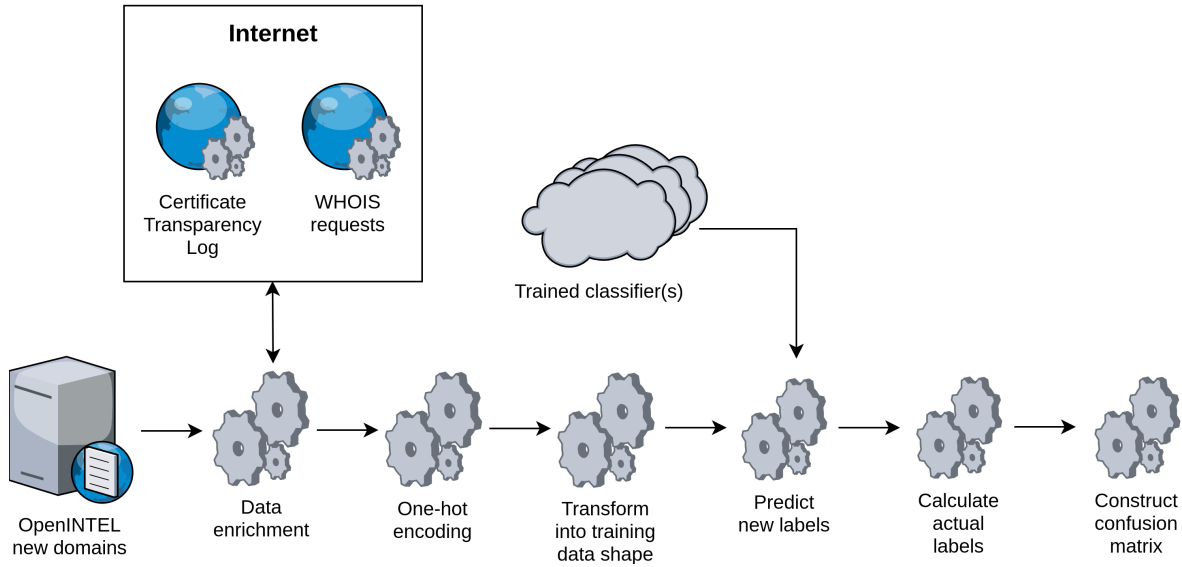 Internet
Certificate
Transparency
Log
WHOIS
requests
Trained classifier(s)
OpenINTEL
new domains
Data
enrichment
One-hot
encoding
Transform
into training
data shape
Predict
new labels
Calculate
actual
labels
Construct
confusion
matrix